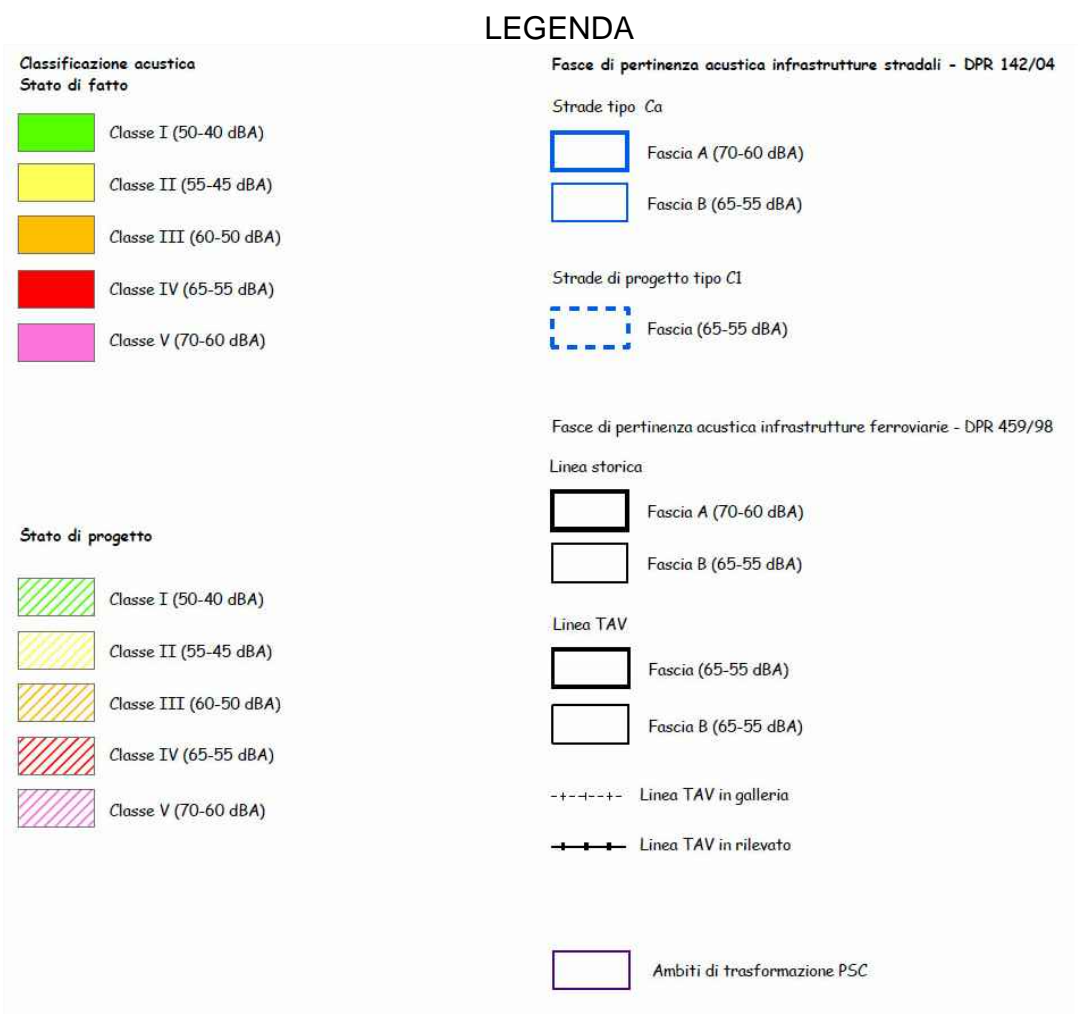 LEGENDA
Classificazione acustica
Stato di fatto
Classe I (50-40 dBA)
Classe II (55-45 dBA)
Classe III (60-50 dBA)
Classe IV (65-55 dBA)
Classe V (70-60 dBA)
Stato di progetto
Classe I (50-40 dBA)
Classe II (55-45 dBA)
Classe III (60-50 dBA)
Classe IV (65-55 dBA)
Classe V (70-60 dBA)
Fasce di pertinenza acustica infrastrutture stradali - DPR 142/04
Strade tipo Ca
Fascia A (70-60 dBA)
Fascia B (65-55 dBA)
Strade di progetto tipo C1
Fascia (65-55 dBA)
Fasce di pertinenza acustica infrastrutture ferroviarie - DPR 459/98
Linea storica
Fascia A (70-60 dBA)
Fascia B (65-55 dBA)
Linea TAV
Fascia (65-55 dBA)
Fascia B (65-55 dBA)
Linea TAV in galleria
Linea TAV in rilevato
Ambiti di trasformazione PSC